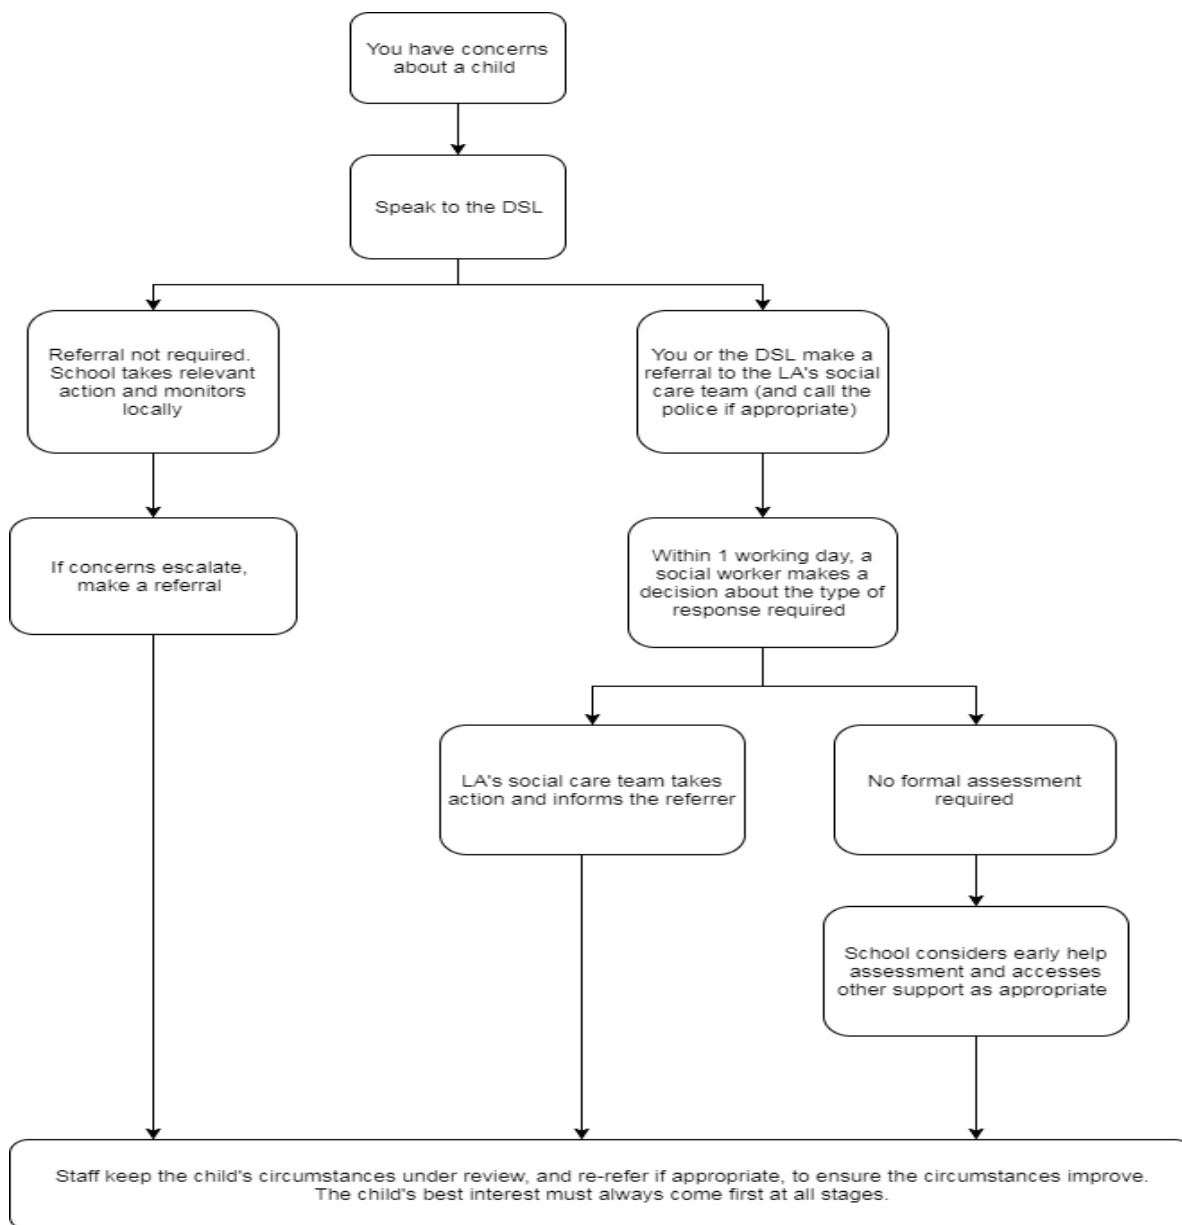 You have concerns
about a child
Speak to the DSL
Referral not required.
School takes relevant
action and monitors
locally
You or the DSL make a
referral to the LA's social
care team (and call the
police if appropriate)
If concerns escalate,
make a referral
Within 1 working day, a
social worker makes a
decision about the type of
response required
LA's social care team takes
action and informs the referrer
No formal assessment
required
School considers early help
assessment and accesses
other support as appropriate
Staff keep the child's circumstances under review, and re-refer if appropriate, to ensure the circumstances improve.
The child's best interest must always come first at all stages.